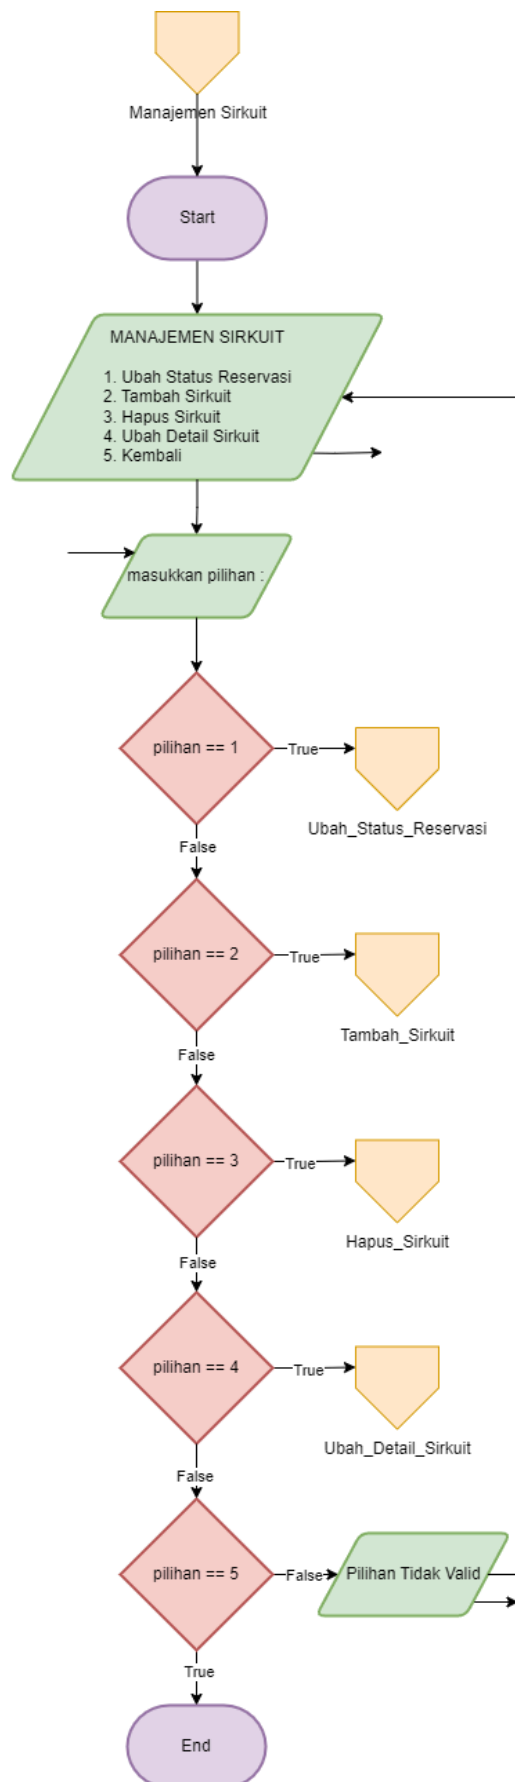 Manajemen Sirkuit
Start
MANAJEMEN SIRKUIT
1. Ubah Status Reservasi
2. Tambah Sirkuit
3. Hapus Sirkuit
4. Ubah Detail Sirkuit
5. Kembali
masukkan pilihan :
pilihan == 1
True
Ubah_Status_Reservasi
False
pilihan == 2
True
Tambah_Sirkuit
False
pilihan == 3
True
Hapus_Sirkuit
False
pilihan == 4
True
Ubah_Detail_Sirkuit
False
pilihan == 5
False
Pilihan Tidak Valid
True
End